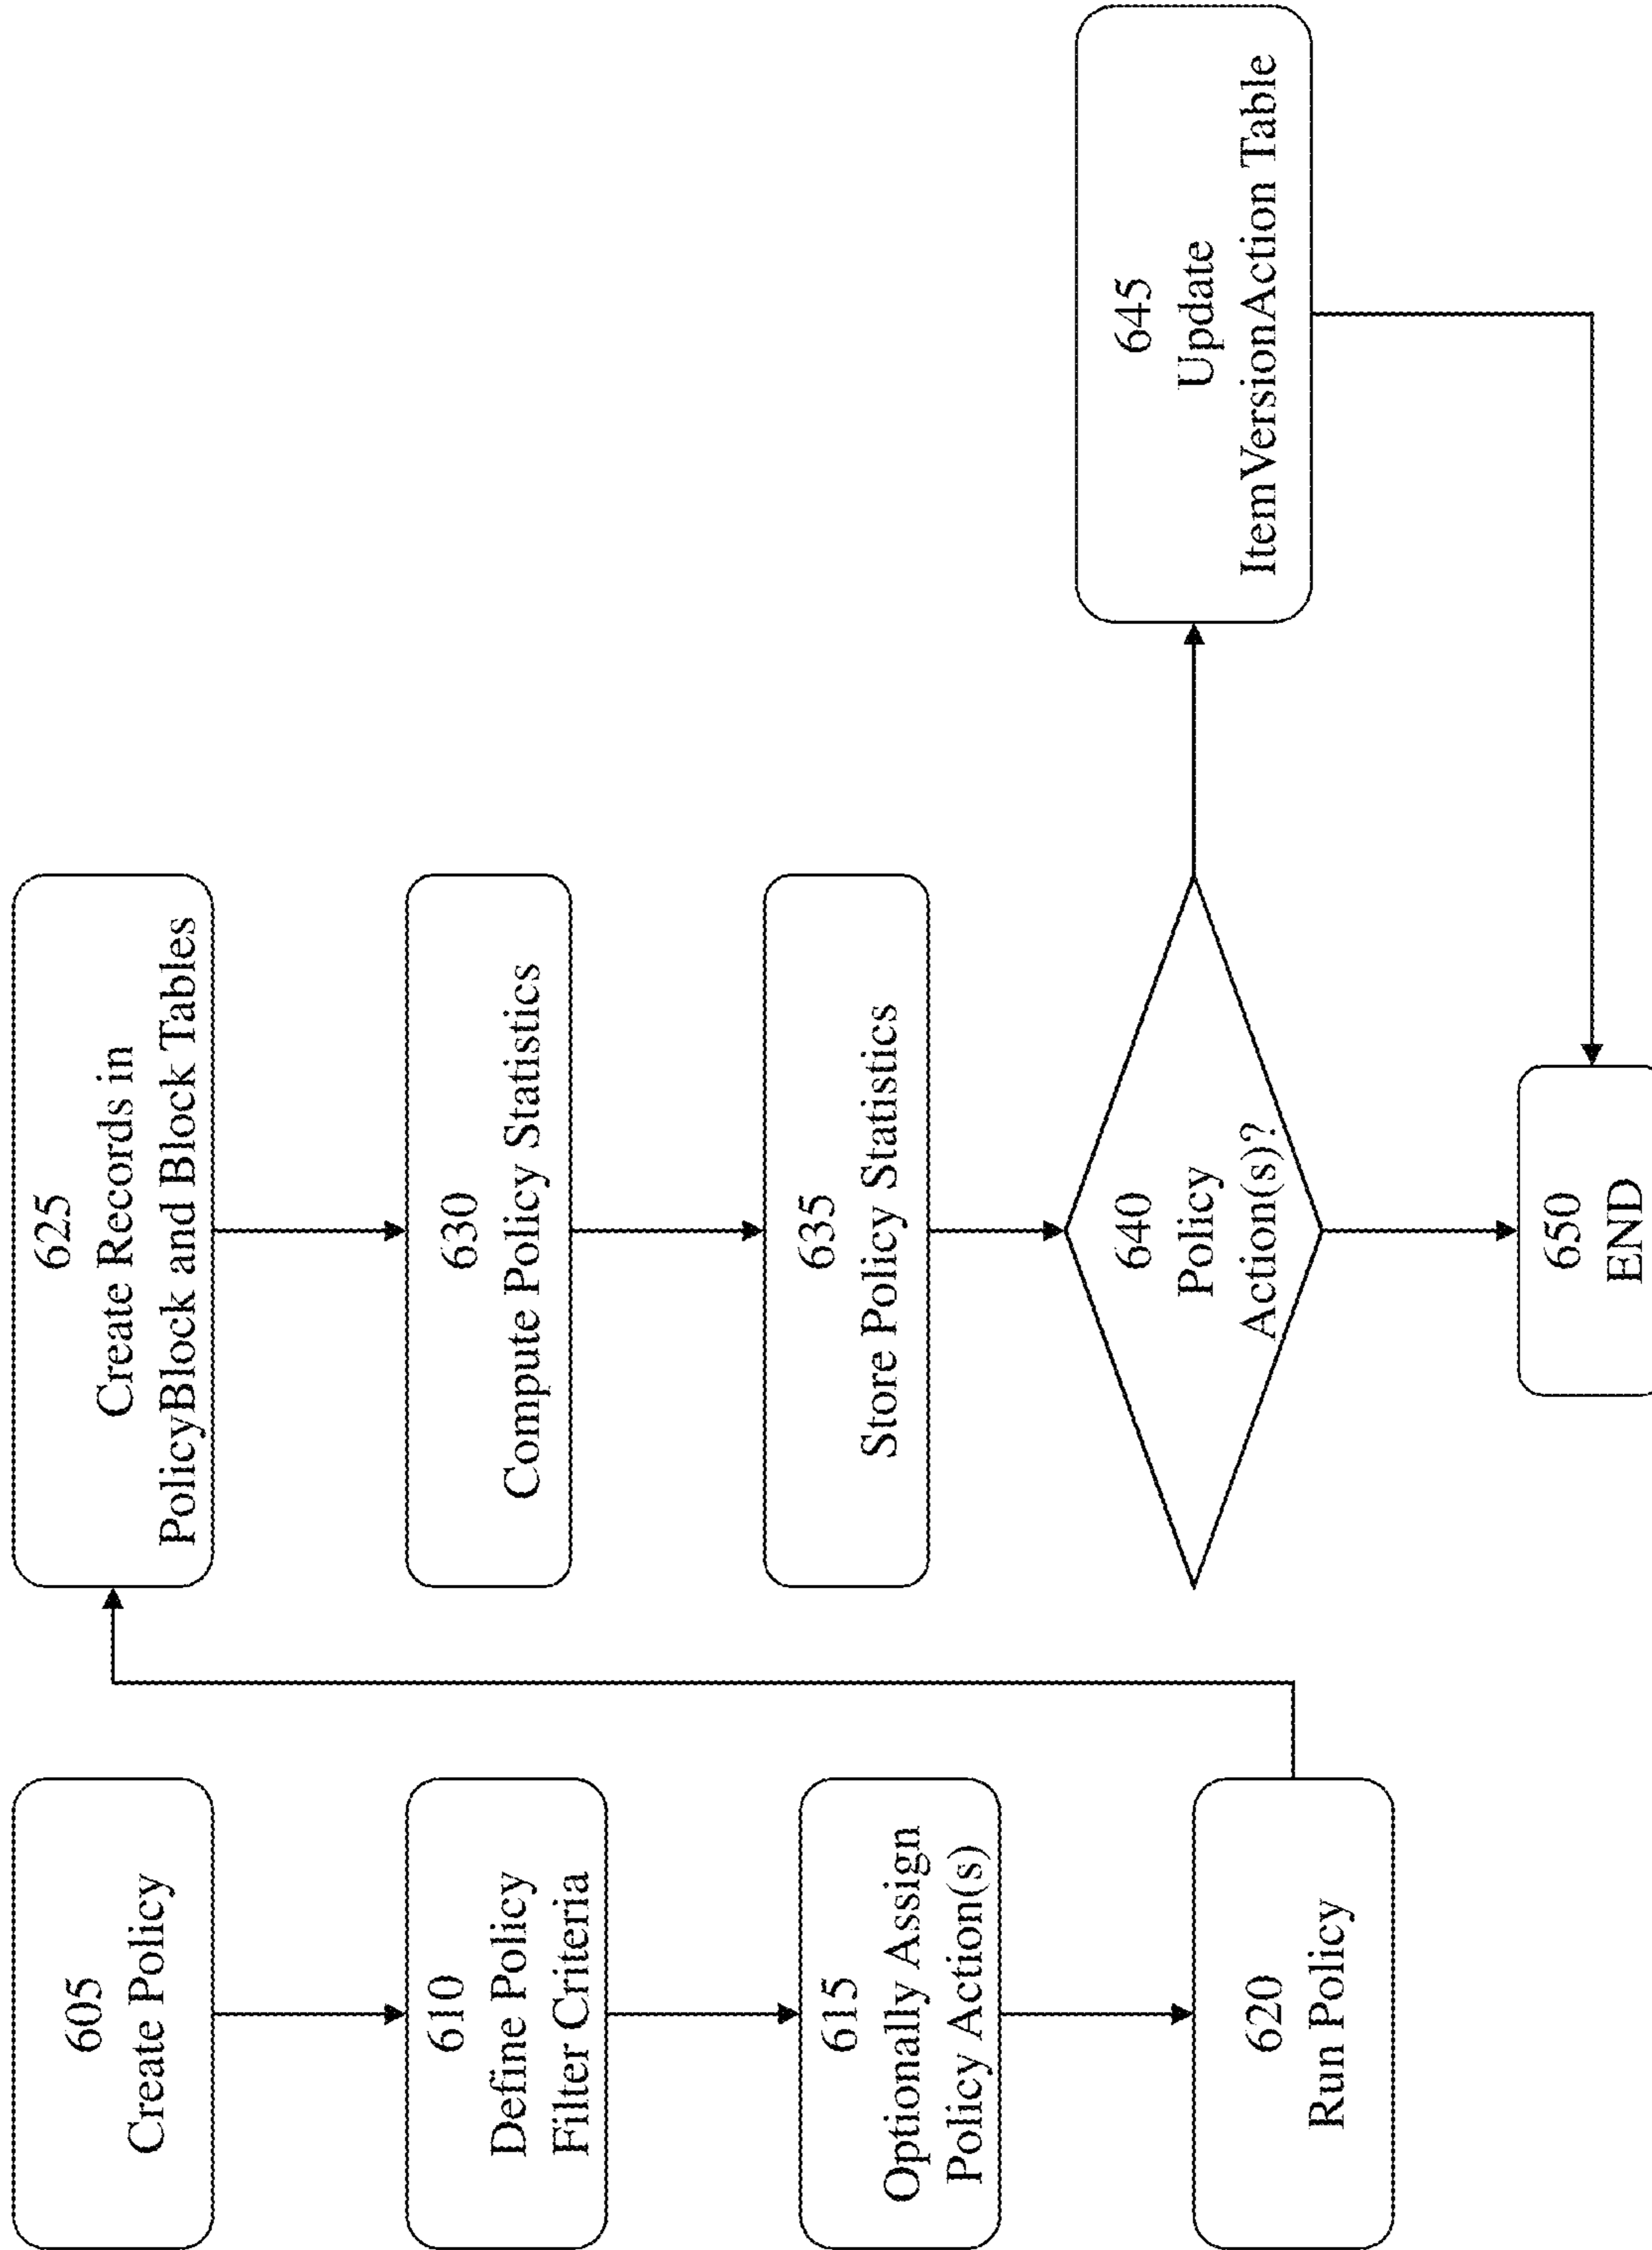 605
Create Policy
610
Define Policy
Filter Criteria
615
Optionally Assign
Policy Action(s)
620
Run Policy
625
Create Records in
PolicyBlock and Block Tables
630
Compute Policy Statistics
635
Store Policy Statistics
640
Policy
Action(s)?
645
Update
ItemVersionAction Table
650
END